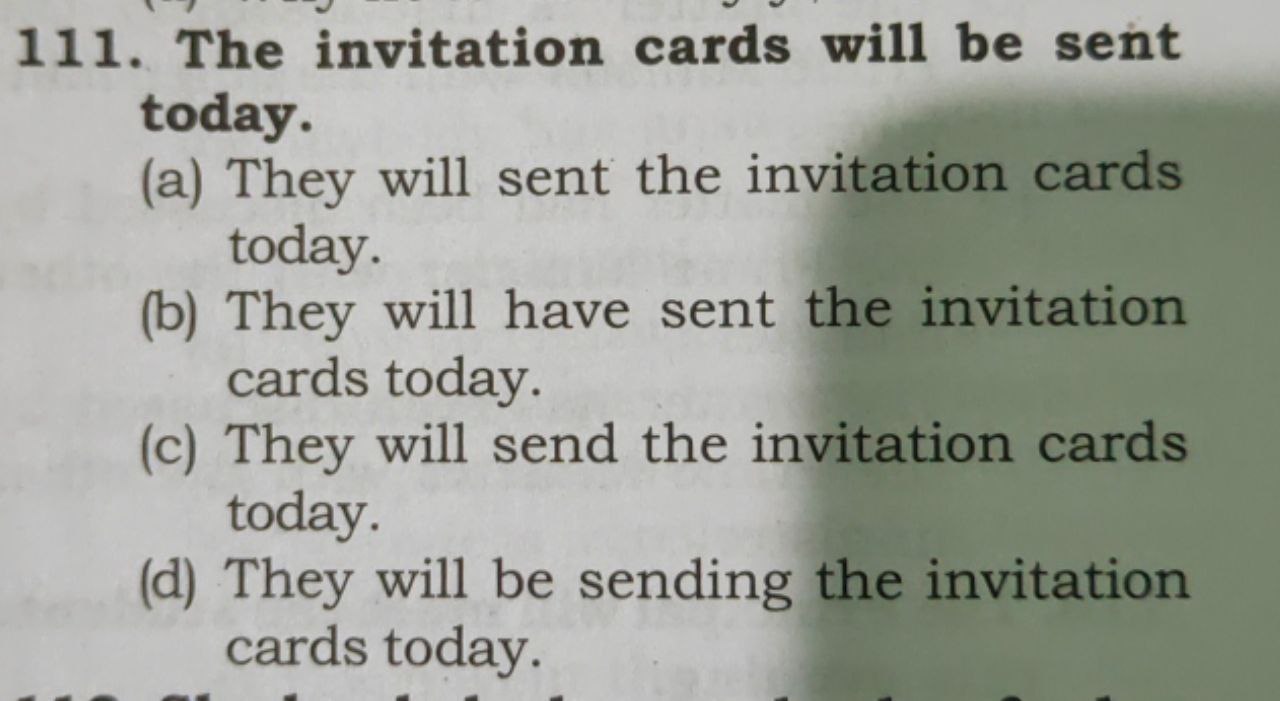 111. The invitation cards will be sent
today.
(a) They will sent the invitation cards
today.
(b) They will have sent the invitation
cards today.
(c) They will send the invitation cards
today.
(d) They will be sending the invitation
cards today.